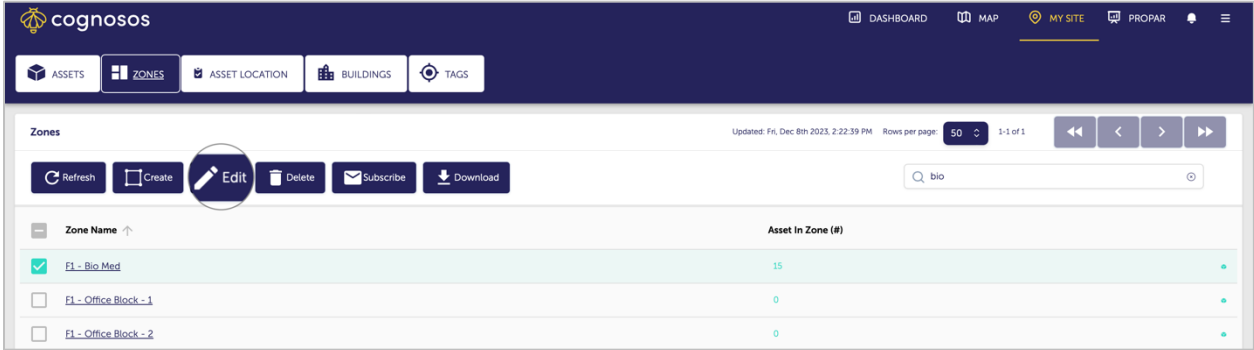 cognosos
DASHBOARD MAP MY SITE PROPAR
ASSETS ZONES ASSET LOCATION BUILDINGS TAGS
Zones Updated: Fri, Dec 8th 2023, 2:22:39 PM Rows per page: 50 1-1 of 1
Refresh Create Edit Delete Subscribe Download bio
Zone Name Asset In Zone (#)
F1 - Bio Med 15
F1 - Office Block - 1 0
F1 - Office Block - 2 0